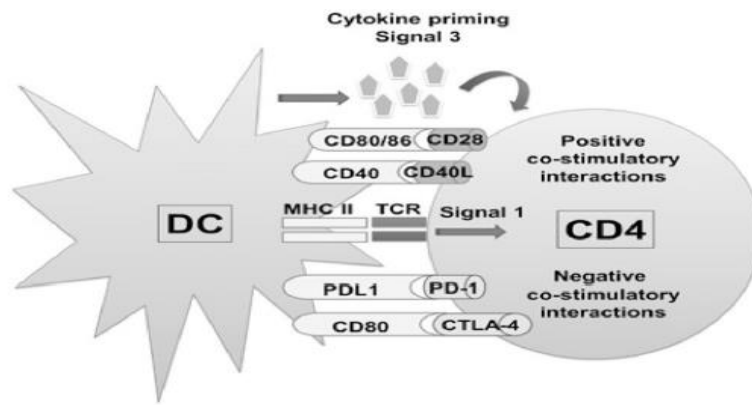 Cytokine priming
Signal 3
CD80/86 CD28
CD40 CD40L
Positive
co-stimulatory
interactions
MHC II TCR Signal 1
DC
CD4
PDL1 PD-1
CD80 CTLA-4
Negative
co-stimulatory
interactions